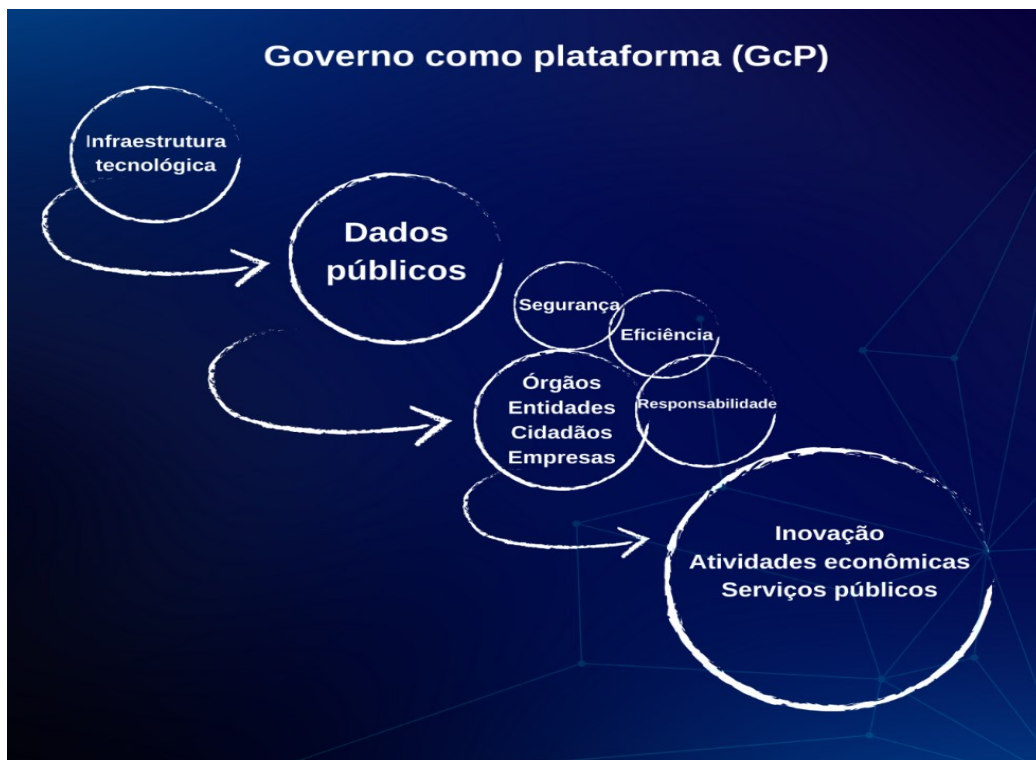 Governo como plataforma (GcP)
Infraestrutura
tecnológica
Dados
públicos
Segurança
Eficiência
Órgãos
Entidades
Cidadãos
Empresas
Responsabilidade
Inovação
Atividades econômicas
Serviços públicos